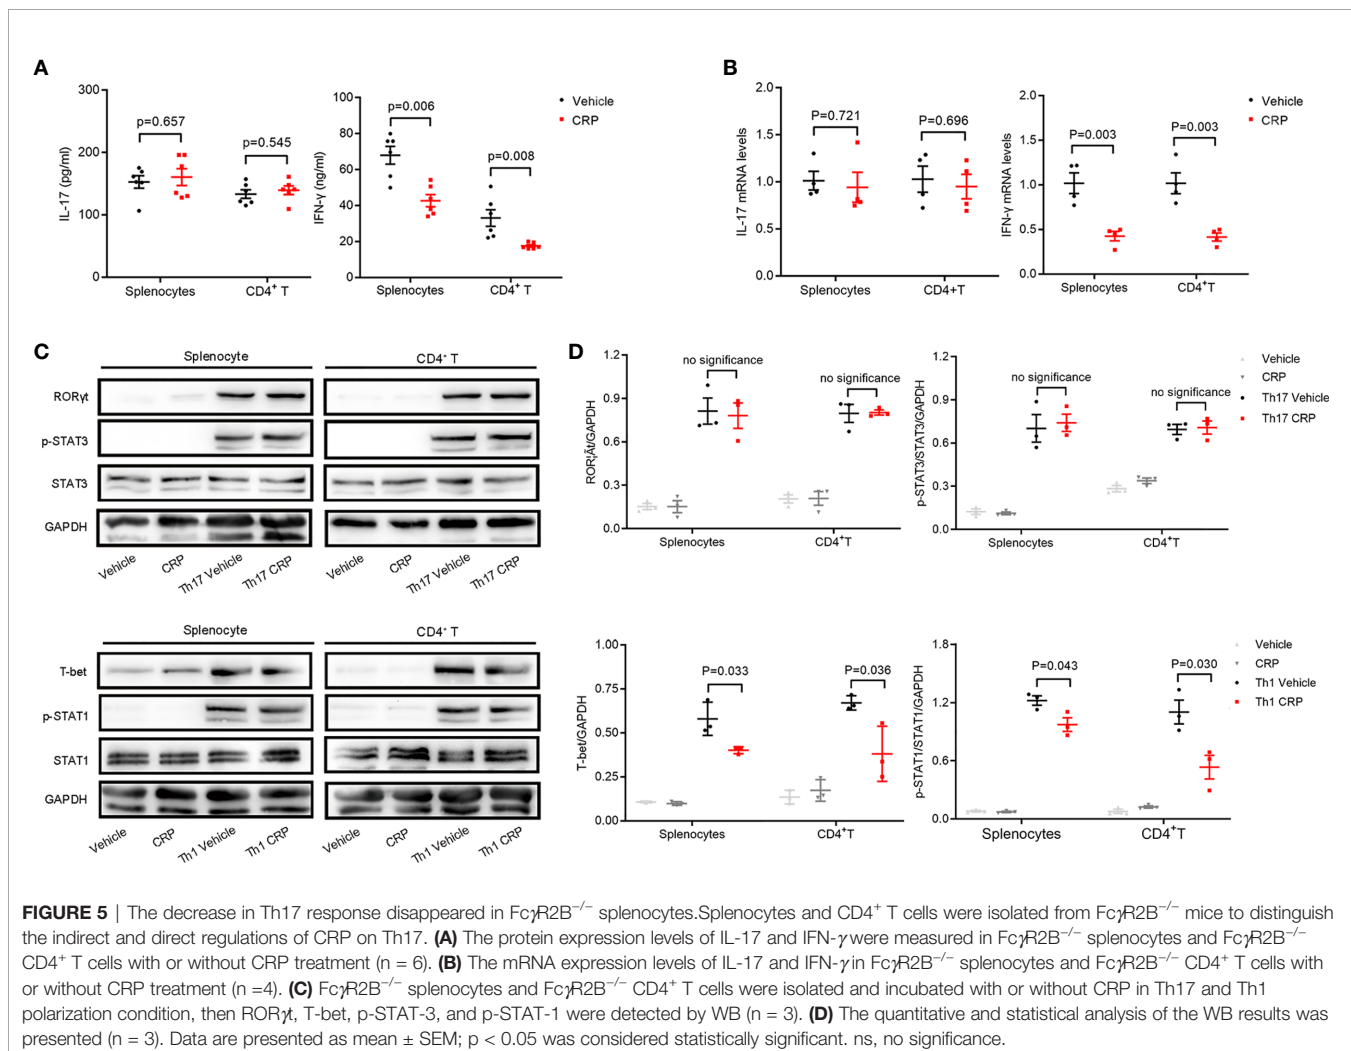 A
300
200
100
0
IL-17 (pg/ml)
p=0.657
p=0.545
Splenocytes
CD4⁺ T
100
80
60
40
20
0
IFN-γ (ng/ml)
p=0.006
p=0.008
Splenocytes
CD4⁺ T
Vehicle
CRP
B
2.0
1.5
1.0
0.5
0.0
IL-17 mRNA levels
P=0.721
P=0.696
Splenocytes
CD4+T
2.0
1.5
1.0
0.5
0.0
IFN-γ mRNA levels
P=0.003
P=0.003
Splenocytes
CD4⁺T
Vehicle
CRP
C
Splenocyte
CD4⁺ T
RORγt
p-STAT3
STAT3
GAPDH
Vehicle
CRP
Th17 Vehicle
Th17 CRP
Vehicle
CRP
Th17 Vehicle
Th17 CRP
Splenocyte
CD4⁺ T
T-bet
p-STAT1
STAT1
GAPDH
Vehicle
CRP
Th1 Vehicle
Th1 CRP
Vehicle
CRP
Th1 Vehicle
Th1 CRP
D
1.2
0.9
0.6
0.3
0.0
ROR¦Ãt/GAPDH
no significance
no significance
Splenocytes
CD4⁺T
1.2
0.9
0.6
0.3
0.0
p-STAT3/STAT3/GAPDH
no significance
no significance
Splenocytes
CD4⁺T
Vehicle
CRP
Th17 Vehicle
Th17 CRP
1.00
0.75
0.50
0.25
0.00
T-bet/GAPDH
P=0.033
P=0.036
Splenocytes
CD4⁺T
1.8
1.2
0.6
0.0
p-STAT1/STAT1/GAPDH
P=0.043
P=0.030
Splenocytes
CD4⁺T
Vehicle
CRP
Th1 Vehicle
Th1 CRP
FIGURE 5 | The decrease in Th17 response disappeared in FcγR2B⁻/⁻ splenocytes.Splenocytes and CD4⁺ T cells were isolated from FcγR2B⁻/⁻ mice to distinguish
the indirect and direct regulations of CRP on Th17. (A) The protein expression levels of IL-17 and IFN-γ were measured in FcγR2B⁻/⁻ splenocytes and FcγR2B⁻/⁻
CD4⁺ T cells with or without CRP treatment (n = 6). (B) The mRNA expression levels of IL-17 and IFN-γ in FcγR2B⁻/⁻ splenocytes and FcγR2B⁻/⁻ CD4⁺ T cells with
or without CRP treatment (n =4). (C) FcγR2B⁻/⁻ splenocytes and FcγR2B⁻/⁻ CD4⁺ T cells were isolated and incubated with or without CRP in Th17 and Th1
polarization condition, then RORγt, T-bet, p-STAT-3, and p-STAT-1 were detected by WB (n = 3). (D) The quantitative and statistical analysis of the WB results was
presented (n = 3). Data are presented as mean ± SEM; p < 0.05 was considered statistically significant. ns, no significance.